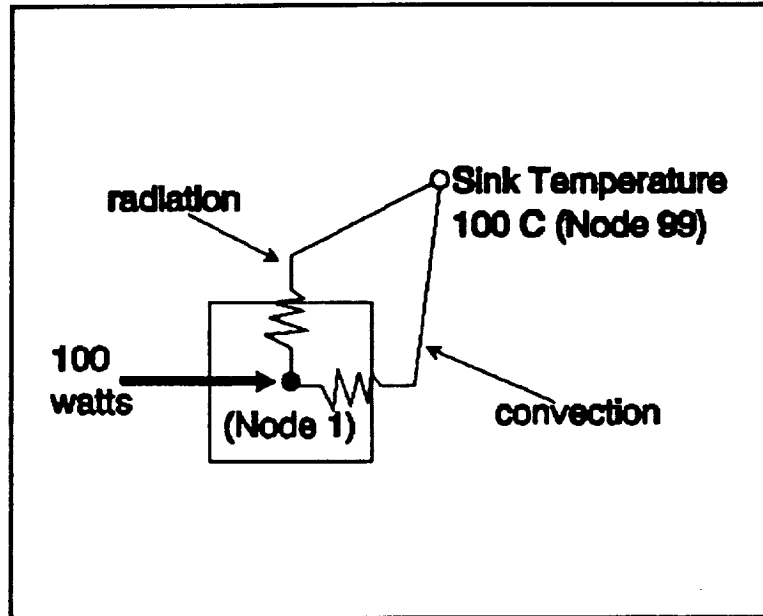 radiation
Sink Temperature
100 C (Node 99)
100
watts
(Node 1)
convection